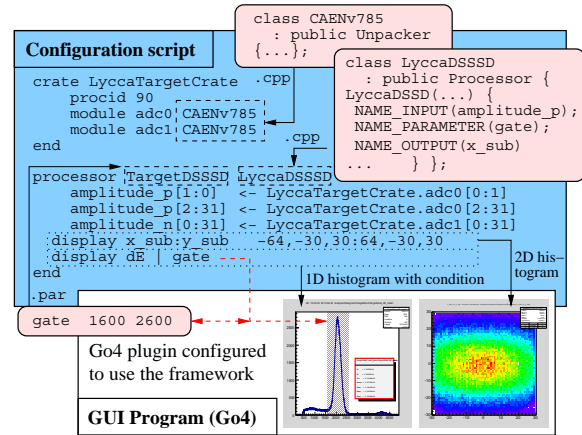 class CAENv785
: public Unpacker
{...};
Configuration script
class LyccaDSSSD
: public Processor {
LyccaDSSD(...) {
NAME_INPUT(amplitude_p);
NAME_PARAMETER(gate);
NAME_OUTPUT(x_sub)
... } };
.cpp
crate LyccaTargetCrate
procid 90
module adc0 CAENv785
module adc1 CAENv785
end
.cpp
processor TargetDSSSD LyccaDSSSD
amplitude_p[1:0] <- LyccaTargetCrate.adc0[0:1]
amplitude_p[2:31] <- LyccaTargetCrate.adc0[2:31]
amplitude_n[0:31] <- LyccaTargetCrate.adc1[0:31]
display x_sub:y_sub -64,-30,30:64,-30,30
display dE | gate
end
1D histogram with condition
2D his-
togram
.par
gate 1600 2600
Go4 plugin configured
to use the framework
GUI Program (Go4)